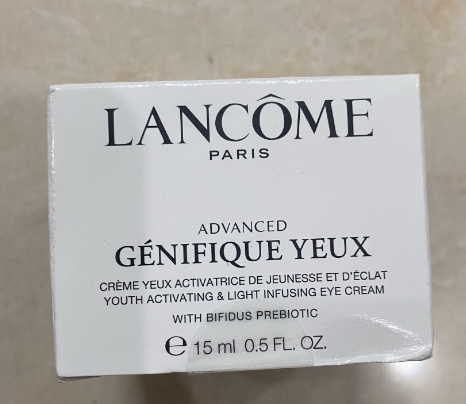 LANCÔME
PARIS
ADVANCED
GÉNIFIQUE YEUX
CRÈME YEUX ACTIVATRICE DE JEUNESSE ET D'ÉCLAT
YOUTH ACTIVATING & LIGHT INFUSING EYE CREAM
WITH BIFIDUS PREBIOTIC
℮ 15 ml 0.5 FL. OZ.